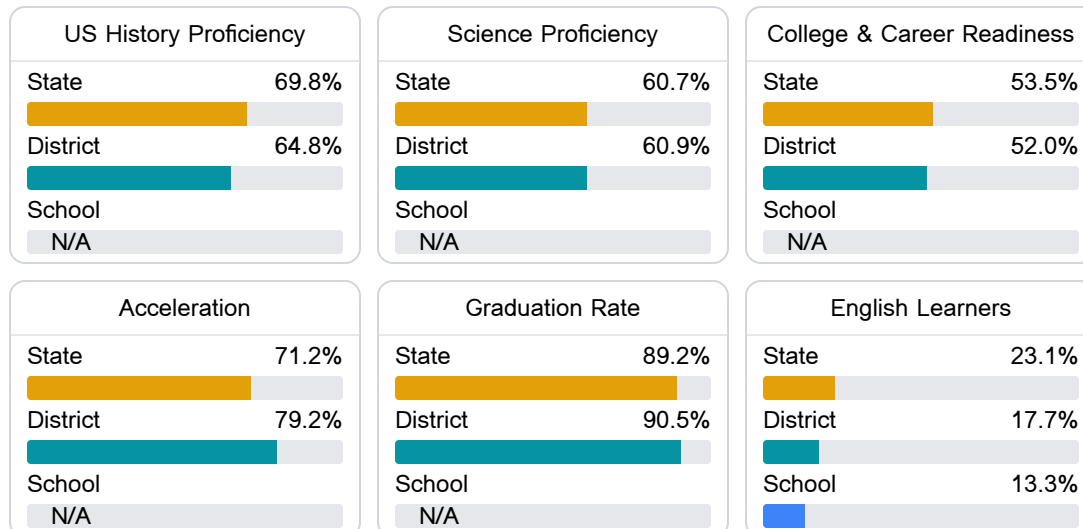 US History Proficiency
State 69.8%
District 64.8%
School
N/A
Science Proficiency
State 60.7%
District 60.9%
School
N/A
College & Career Readiness
State 53.5%
District 52.0%
School
N/A
Acceleration
State 71.2%
District 79.2%
School
N/A
Graduation Rate
State 89.2%
District 90.5%
School
N/A
English Learners
State 23.1%
District 17.7%
School 13.3%